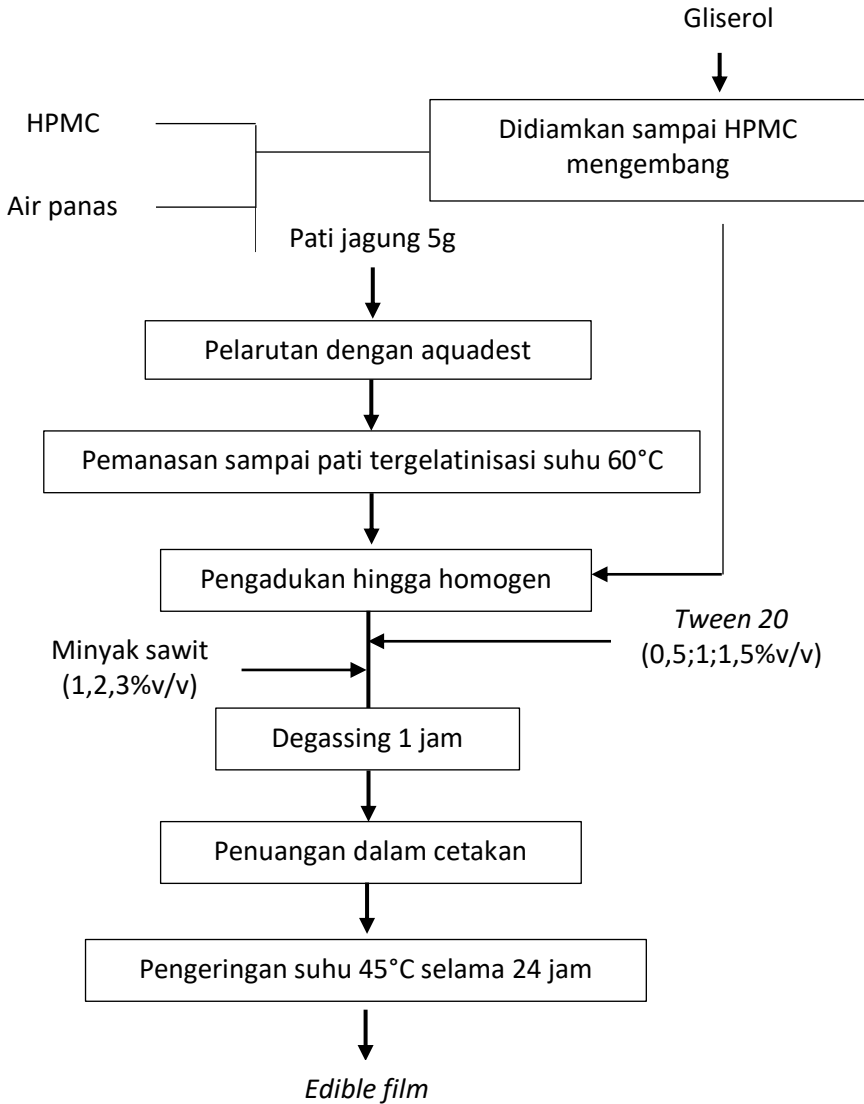 Gliserol
HPMC
Didiamkan sampai HPMC
mengembang
Air panas
Pati jagung 5g
Pelarutan dengan aquadest
Pemanasan sampai pati tergelatinisasi suhu 60°C
Pengadukan hingga homogen
Tween 20
(0,5;1;1,5%v/v)
Minyak sawit
(1,2,3%v/v)
Degassing 1 jam
Penuangan dalam cetakan
Pengeringan suhu 45°C selama 24 jam
Edible film